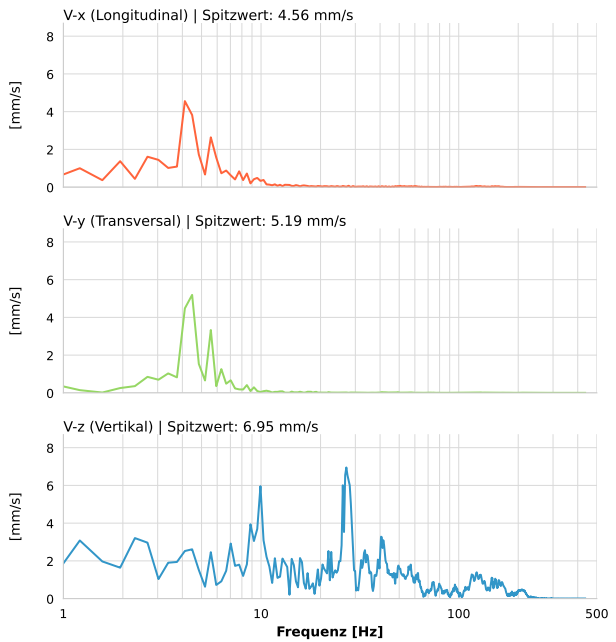 V-x (Longitudinal) | Spitzwert: 4.56 mm/s
8
6
4
2
0
[mm/s]
V-y (Transversal) | Spitzwert: 5.19 mm/s
8
6
4
2
0
[mm/s]
V-z (Vertikal) | Spitzwert: 6.95 mm/s
8
6
4
2
0
[mm/s]
1 10 100 500
Frequenz [Hz]